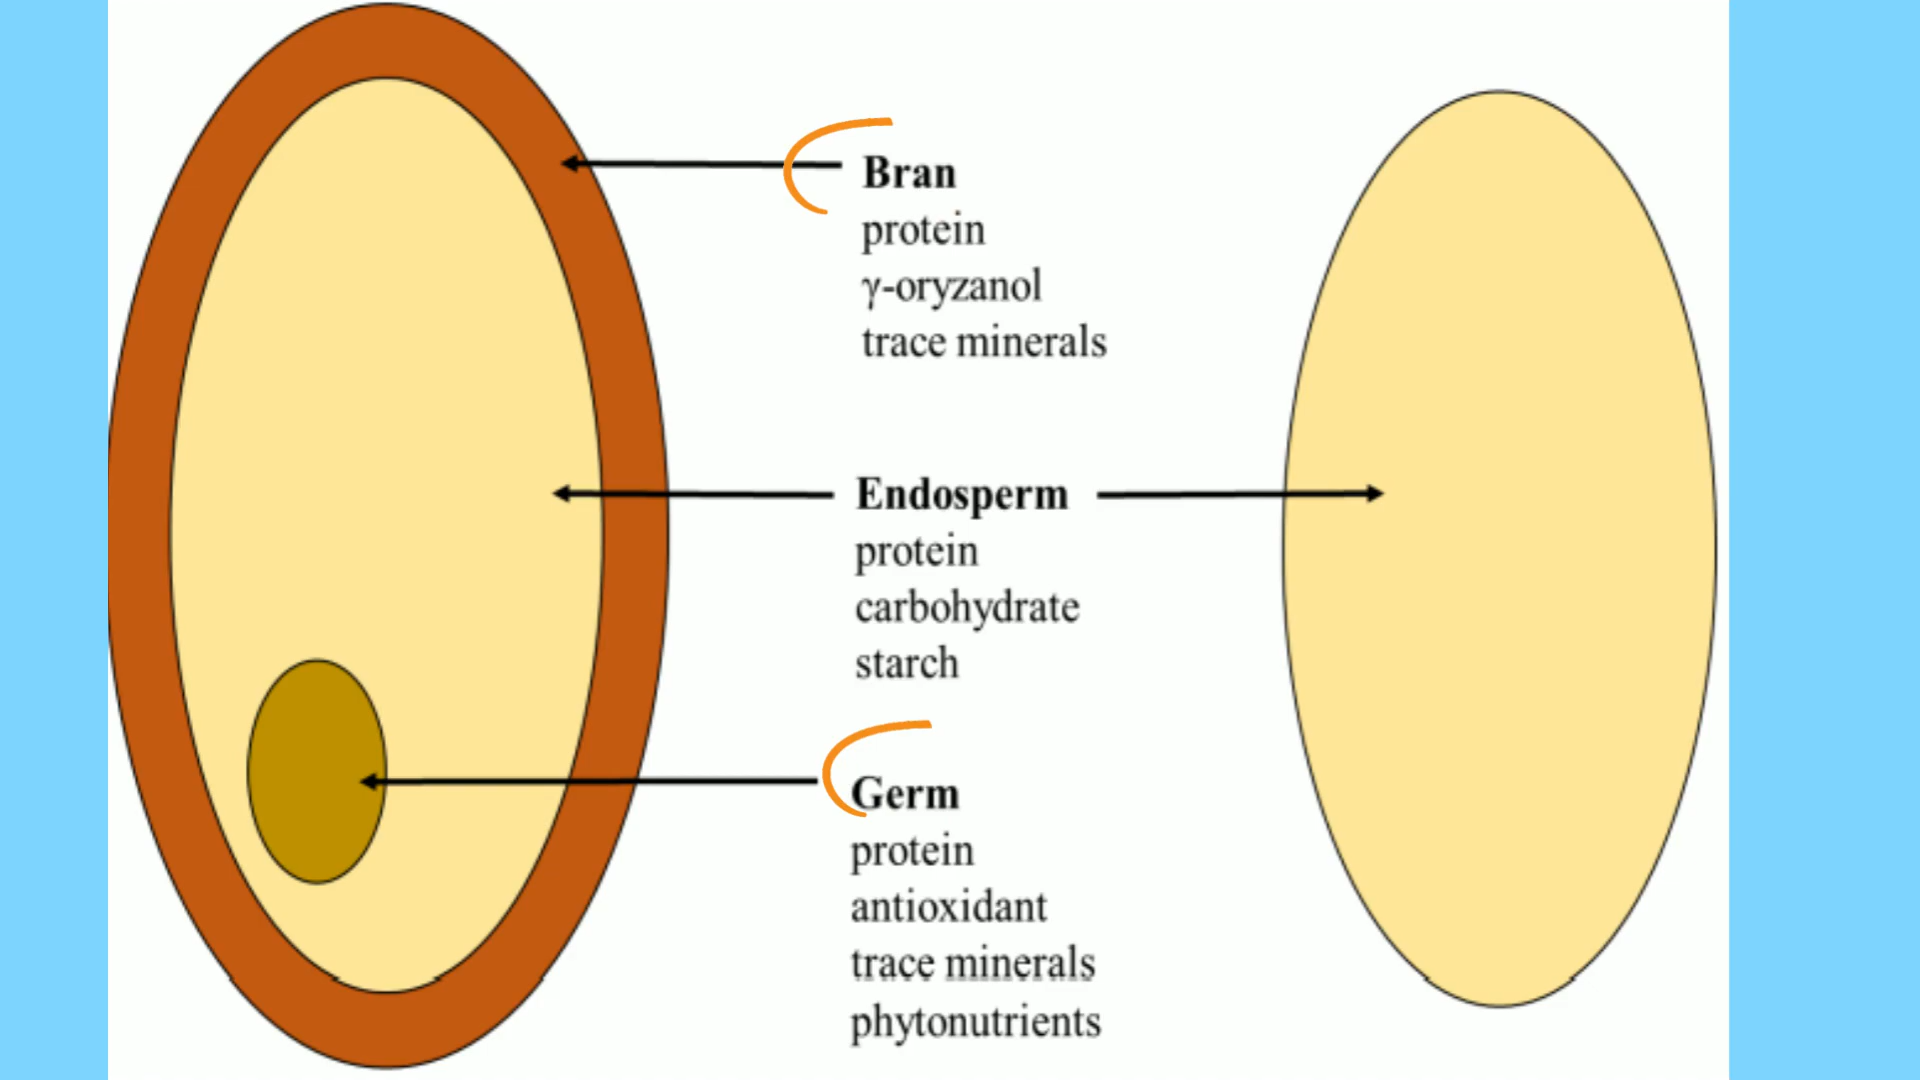 Bran
protein
γ-oryzanol
trace minerals
Endosperm
protein
carbohydrate
starch
Germ
protein
antioxidant
trace minerals
phytonutrients